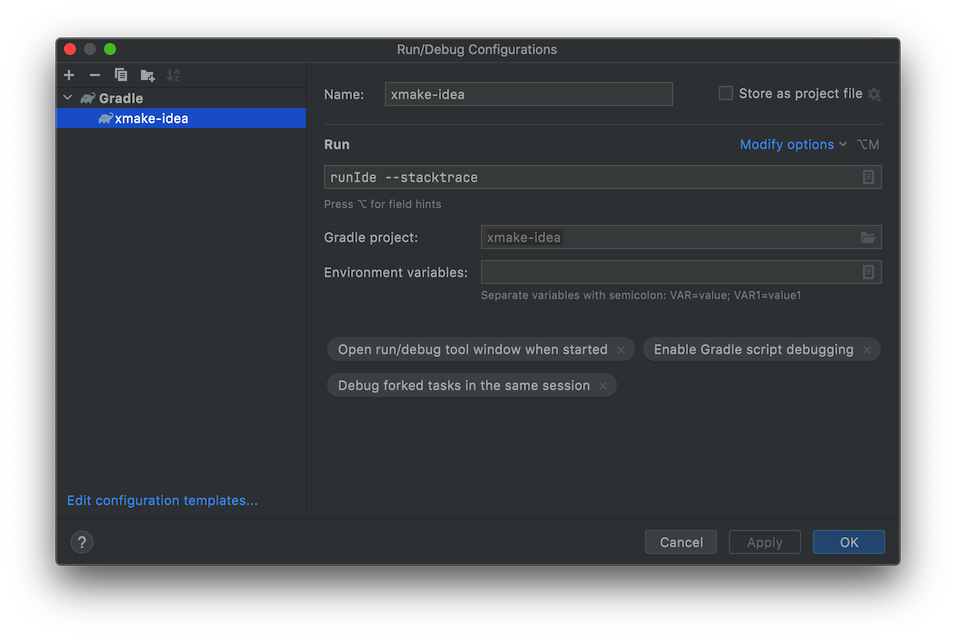 Run/Debug Configurations
Gradle
xmake-idea
Edit configuration templates...
Name: xmake-idea Store as project file
Run Modify options ⌥M
runIde --stacktrace
Press ⌥ for field hints
Gradle project: xmake-idea
Environment variables:
Separate variables with semicolon: VAR=value; VAR1=value1
Open run/debug tool window when started × Enable Gradle script debugging ×
Debug forked tasks in the same session ×
? Cancel Apply OK